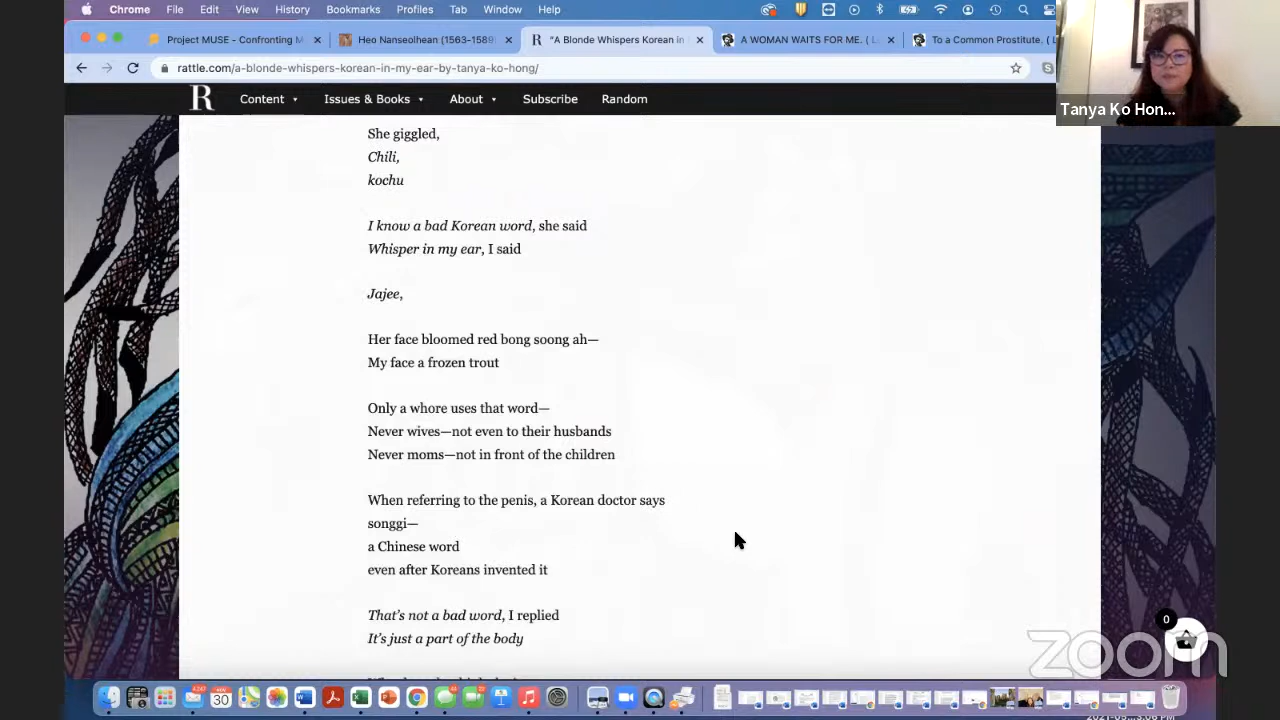 Chrome File Edit View History Bookmarks Profiles Tab Window Help
Project MUSE - Confronting M
Heo Nanseolhean (1563-1589)
"A Blonde Whispers Korean in
A WOMAN WAITS FOR ME. ( L
To a Common Prostitute. ( L
rattle.com/a-blonde-whispers-korean-in-my-ear-by-tanya-ko-hong/
R Content Issues & Books About Subscribe Random
Tanya Ko Hon...
She giggled,
Chili,
kochu
I know a bad Korean word, she said
Whisper in my ear, I said
Jajee,
Her face bloomed red bong soong ah—
My face a frozen trout
Only a whore uses that word—
Never wives—not even to their husbands
Never moms—not in front of the children
When referring to the penis, a Korean doctor says
songgi—
a Chinese word
even after Koreans invented it
That's not a bad word, I replied
It's just a part of the body
0
zoom
NOV
30